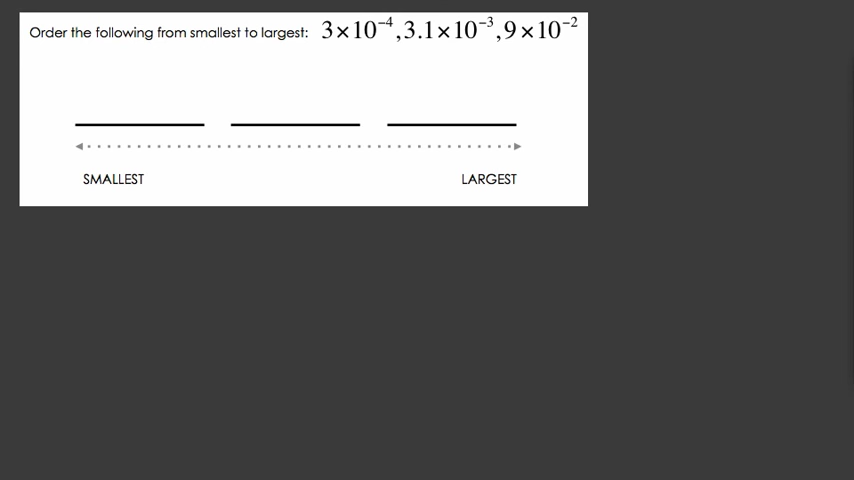 Order the following from smallest to largest: 3×10⁻⁴,3.1×10⁻³,9×10⁻²
SMALLEST LARGEST